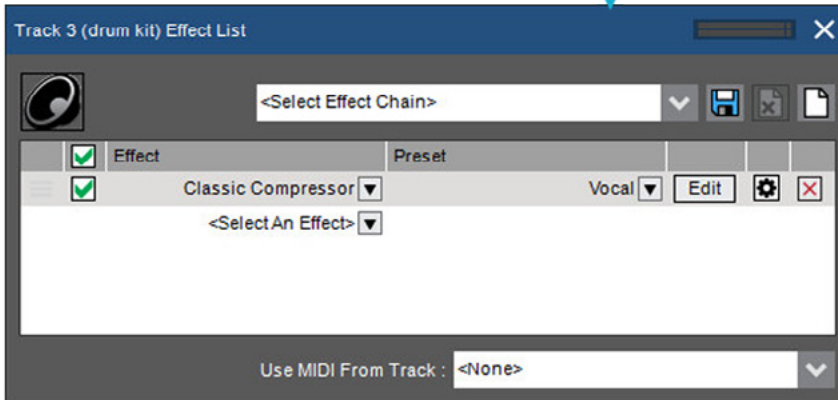 Track 3 (drum kit) Effect List
<Select Effect Chain>
Effect Preset
Classic Compressor Vocal Edit
<Select An Effect>
Use MIDI From Track : <None>